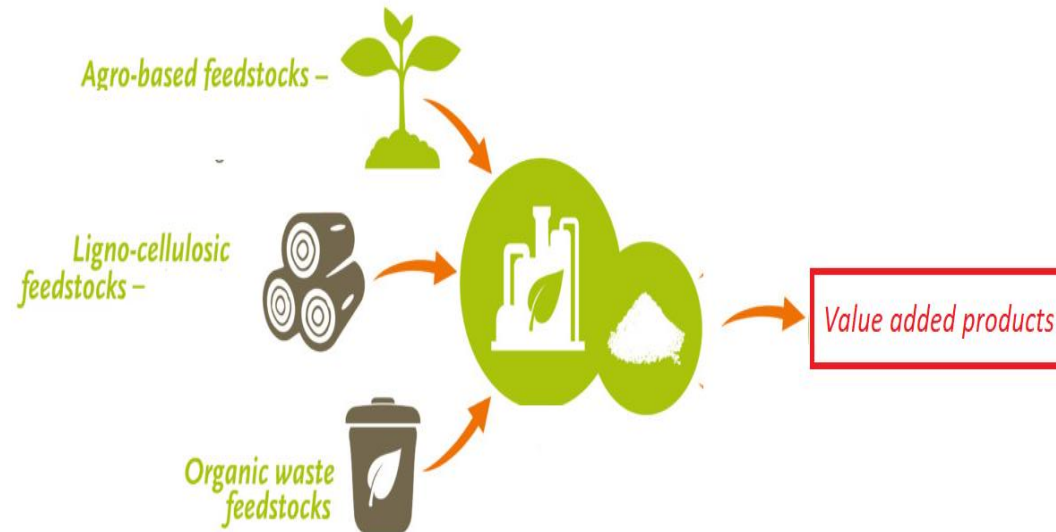 Agro-based feedstocks –
Ligno-cellulosic
feedstocks –
Value added products
Organic waste
feedstocks